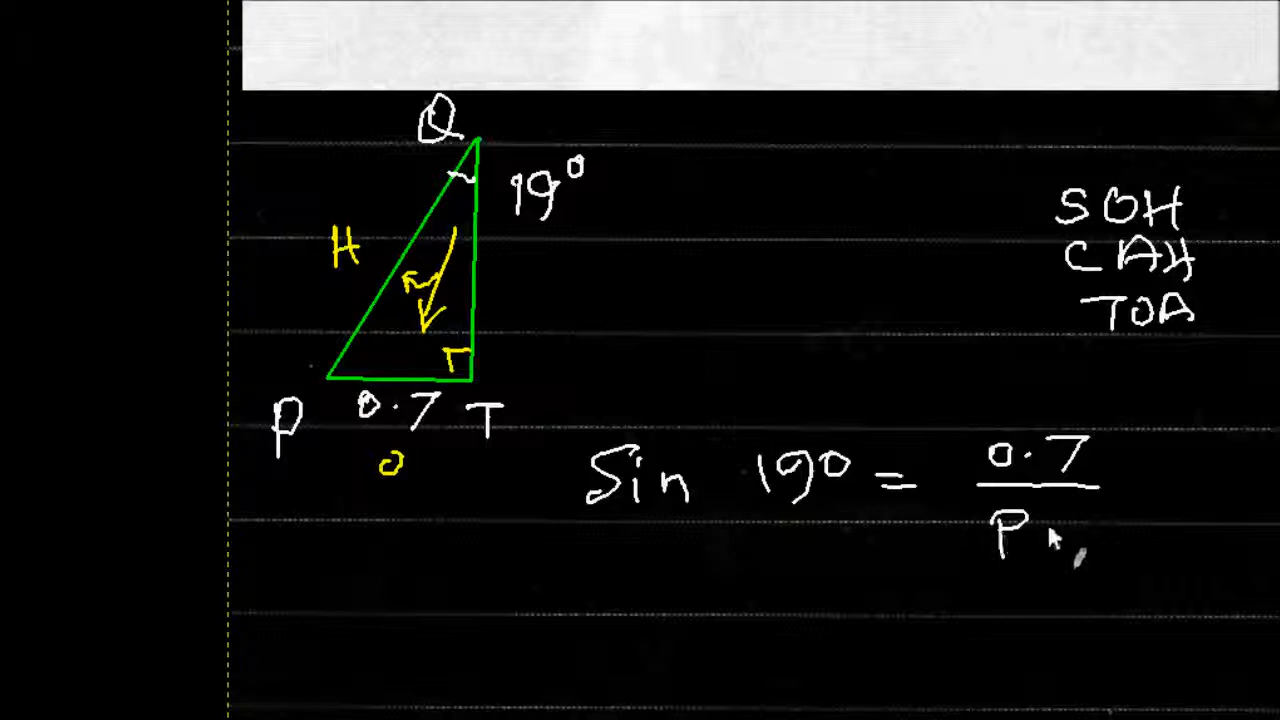 Q
19°
SOH
H
CAH
TOA
P 0.7 T
O
Sin 19° = 0.7
P